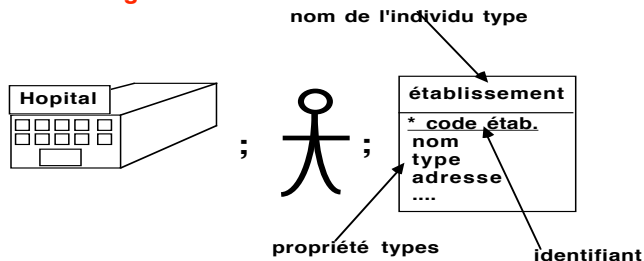 nom de l'individu type
Hopital
;
;
établissement
* code étab.
nom
type
adresse
....
propriété types
identifiant